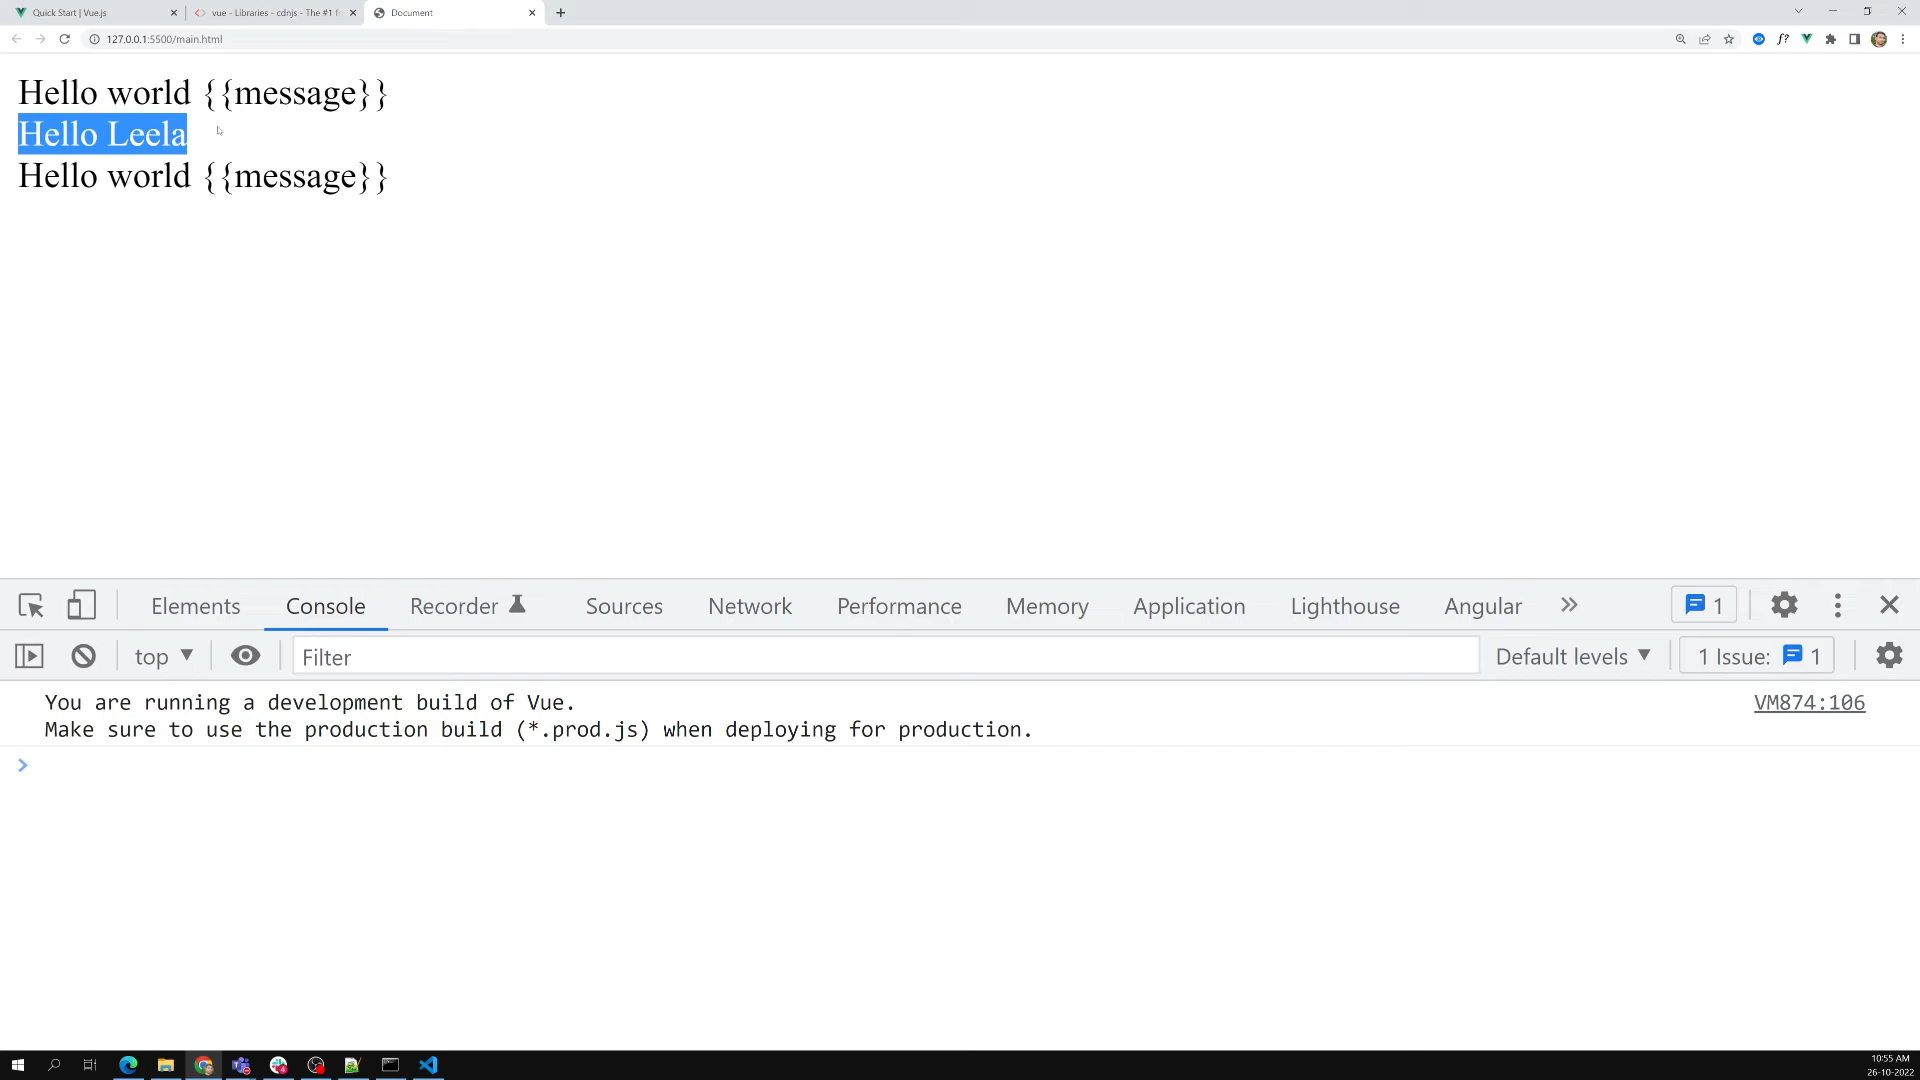 Quick Start | Vue.js
vue - Libraries - cdnjs - The #1 f
Document
127.0.0.1:5500/main.html
f?
Hello world {{message}}
Hello Leela
Hello world {{message}}
Elements
Console
Recorder
Sources
Network
Performance
Memory
Application
Lighthouse
Angular
1
top
Filter
Default levels
1 Issue: 1
You are running a development build of Vue.
VM874:106
Make sure to use the production build (*.prod.js) when deploying for production.
10:55 AM
26-10-2022